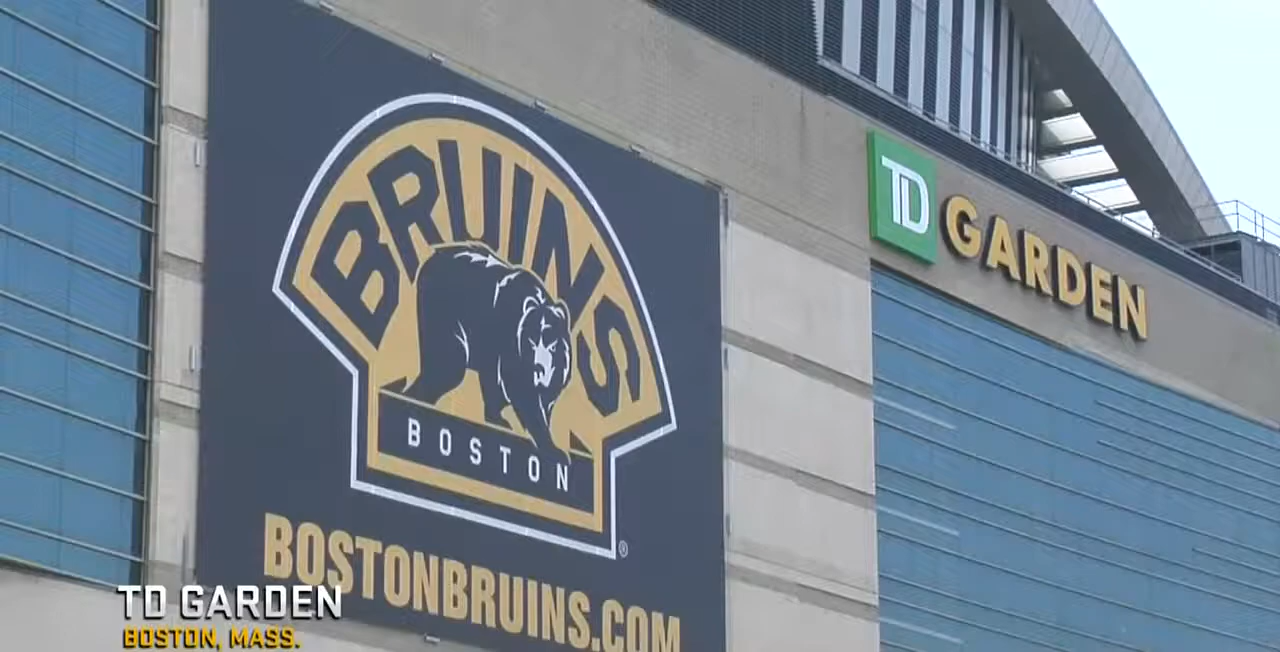 BRUINS
BOSTON
®
BOSTONBRUINS.COM
TD GARDEN
TD GARDEN
BOSTON, MASS.